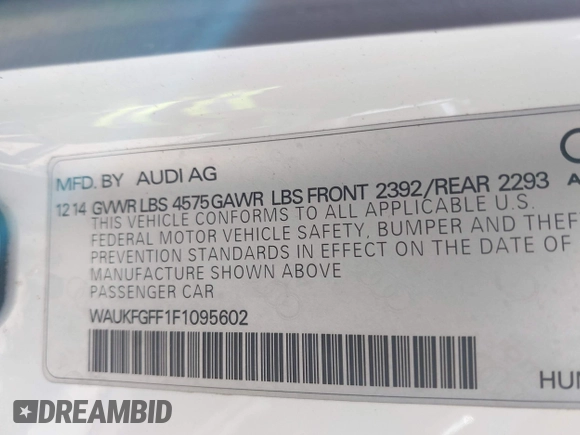 MFD. BY AUDI AG
12 14 GVWR LBS 4575 GAWR LBS FRONT 2392/REAR 2293
THIS VEHICLE CONFORMS TO ALL APPLICABLE U.S.
FEDERAL MOTOR VEHICLE SAFETY, BUMPER AND THEF
PREVENTION STANDARDS IN EFFECT ON THE DATE OF
MANUFACTURE SHOWN ABOVE
PASSENGER CAR
WAUKFGFF1F1095602
HUN
DREAMBID